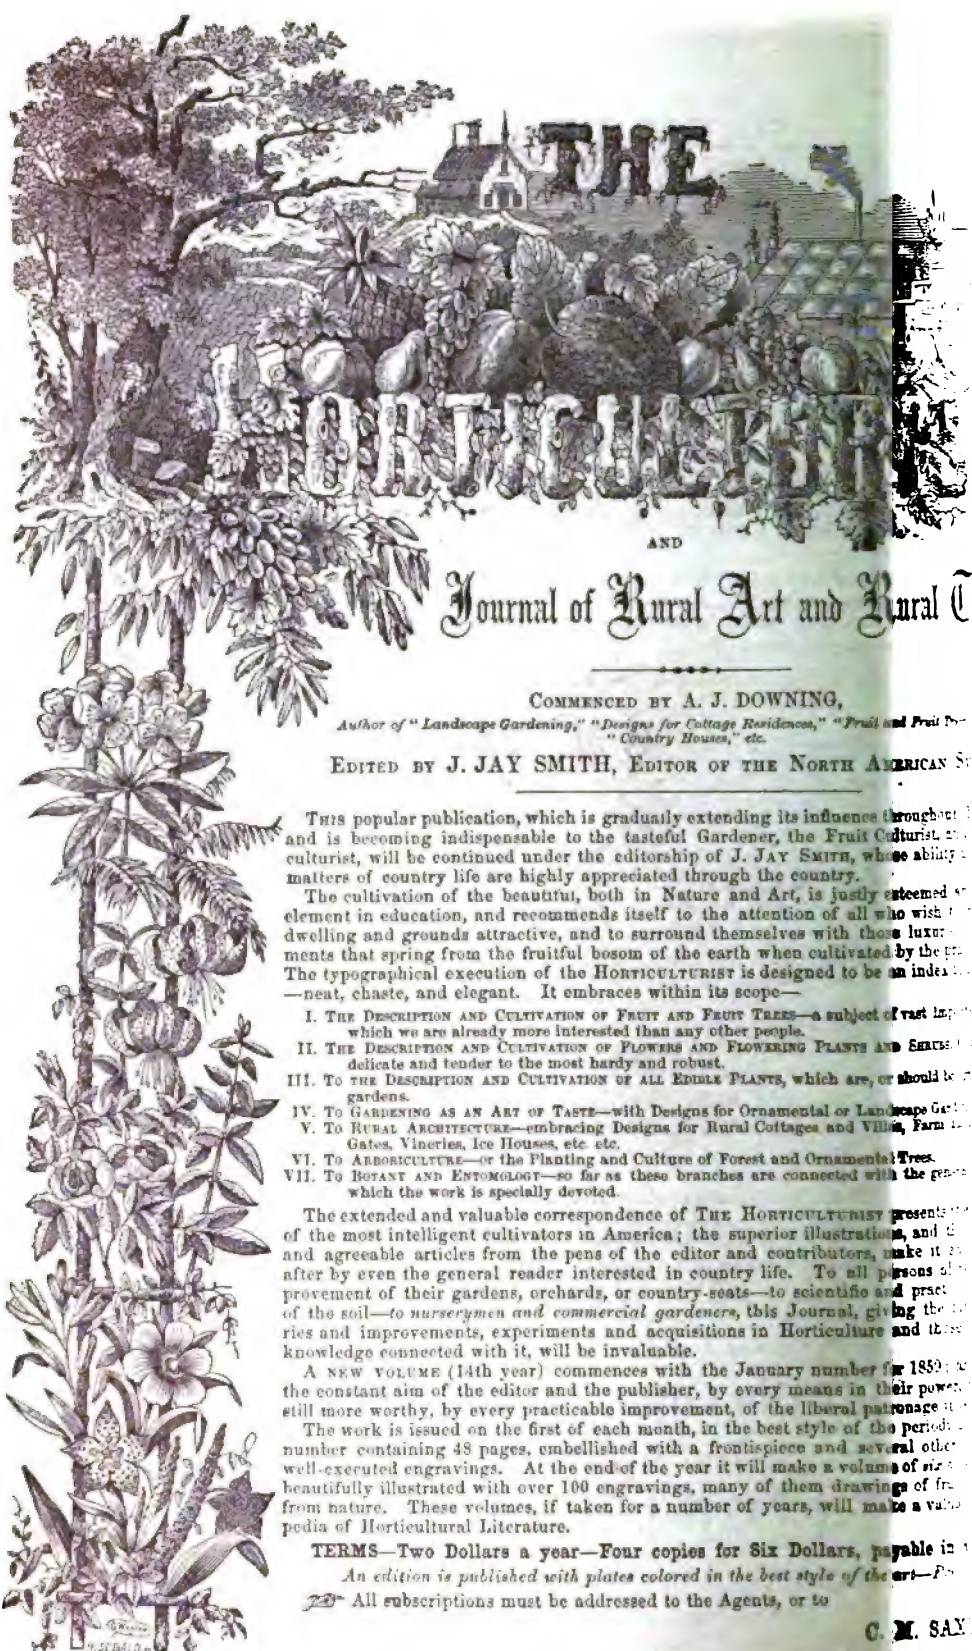 THE
HORTICULTUR
AND
Journal of Rural Art and Rural T
COMMENCED BY A. J. DOWNING,
Author of "Landscape Gardening," "Designs for Cottage Residences," "Fruit and Fruit
"Country Houses," etc.
EDITED BY J. JAY SMITH, EDITOR OF THE NORTH AMERICAN
THIS popular publication, which is gradually extending its influence throughout
and is becoming indispensable to the tasteful Gardener, the Fruit Culturist,
culturist, will be continued under the editorship of J. JAY SMITH, whose ability
matters of country life are highly appreciated through the country.
The cultivation of the beautiful, both in Nature and Art, is justly esteemed
element in education, and recommends itself to the attention of all who wish
dwelling and grounds attractive, and to surround themselves with those luxur
ments that spring from the fruitful bosom of the earth when cultivated by the
The typographical execution of the HORTICULTURIST is designed to be an index
—neat, chaste, and elegant. It embraces within its scope—
I. THE DESCRIPTION AND CULTIVATION OF FRUIT AND FRUIT TREES—a subject of vast
which we are already more interested than any other people.
II. THE DESCRIPTION AND CULTIVATION OF FLOWERS AND FLOWERING PLANTS AND SHRUBS
delicate and tender to the most hardy and robust.
III. TO THE DESCRIPTION AND CULTIVATION OF ALL EDIBLE PLANTS, which are, or should be
gardens.
IV. TO GARDENING AS AN ART OF TASTE—with Designs for Ornamental or Landscape
V. TO RURAL ARCHITECTURE—embracing Designs for Rural Cottages and Villas, Farm
Gates, Vineries, Ice Houses, etc. etc.
VI. TO ARBORICULTURE—or the Planting and Culture of Forest and Ornamental Trees.
VII. TO BOTANY AND ENTOMOLOGY—so far as these branches are connected with the
which the work is specially devoted.
The extended and valuable correspondence of THE HORTICULTURIST presents
of the most intelligent cultivators in America; the superior illustrations, and
and agreeable articles from the pens of the editor and contributors, make it
after by even the general reader interested in country life. To all persons
provement of their gardens, orchards, or country-seats—to scientific and pract
of the soil—to nurserymen and commercial gardeners, this Journal, giving the
ries and improvements, experiments and acquisitions in Horticulture and
knowledge connected with it, will be invaluable.
A NEW VOLUME (14th year) commences with the January number for 1859;
the constant aim of the editor and the publisher, by every means in their power,
still more worthy, by every practicable improvement, of the liberal patronage
The work is issued on the first of each month, in the best style of the
number containing 48 pages, embellished with a frontispiece and several other
well-executed engravings. At the end of the year it will make a volume of six
beautifully illustrated with over 100 engravings, many of them drawings of
from nature. These volumes, if taken for a number of years, will make a
pedia of Horticultural Literature.
TERMS—Two Dollars a year—Four copies for Six Dollars, payable in
An edition is published with plates colored in the best style of the art—
All subscriptions must be addressed to the Agents, or to
C. M. SAX